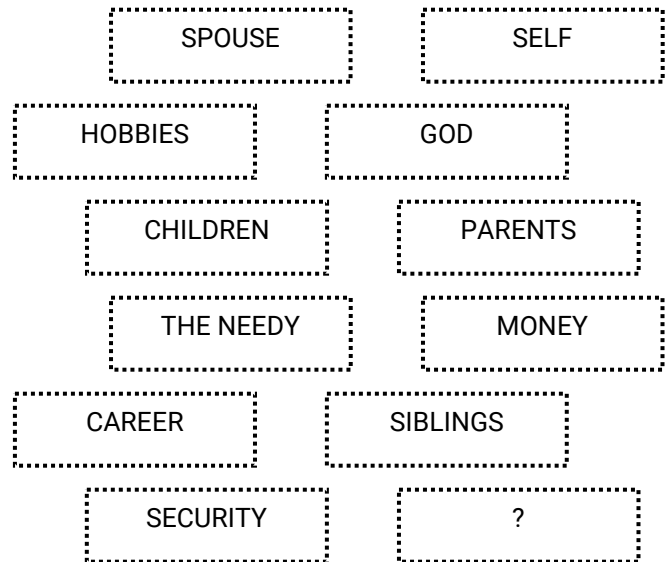 SPOUSE
SELF
HOBBIES
GOD
CHILDREN
PARENTS
THE NEEDY
MONEY
CAREER
SIBLINGS
SECURITY
?